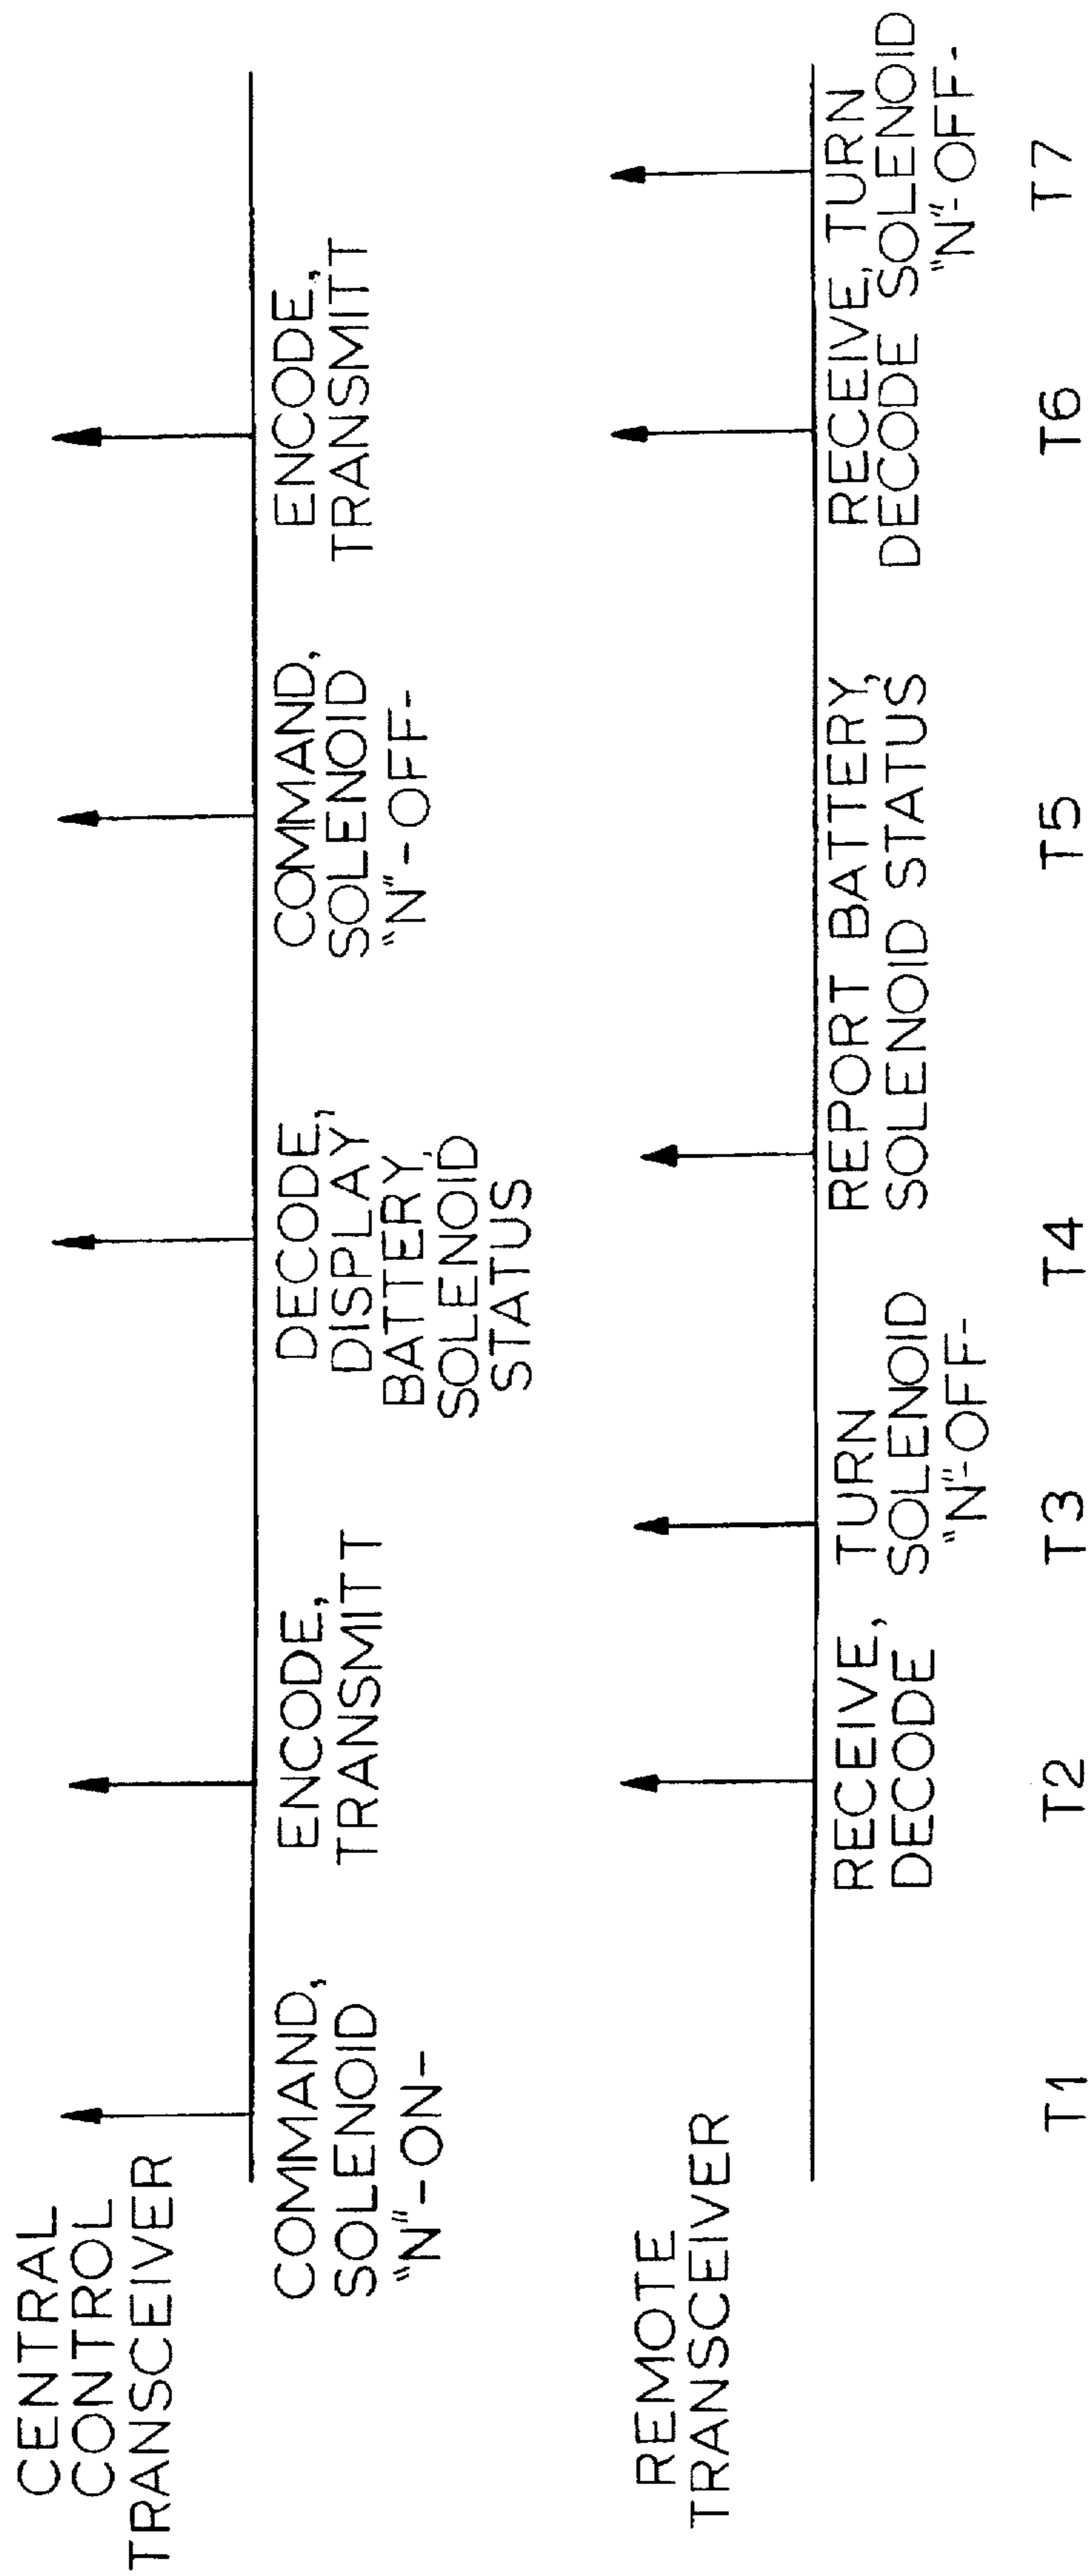 CENTRAL
CONTROL
TRANSCEIVER
COMMAND,
SOLENOID
"N"-ON-
ENCODE,
TRANSMITT
DECODE,
DISPLAY
BATTERY,
SOLENOID
STATUS
COMMAND,
SOLENOID
"N"-OFF-
ENCODE,
TRANSMITT
REMOTE
TRANSCEIVER
RECEIVE,
DECODE
TURN
SOLENOID
"N"-OFF-
REPORT BATTERY,
SOLENOID STATUS
RECEIVE,
DECODE
TURN
SOLENOID
"N"-OFF-
T1 T2 T3 T4 T5 T6 T7